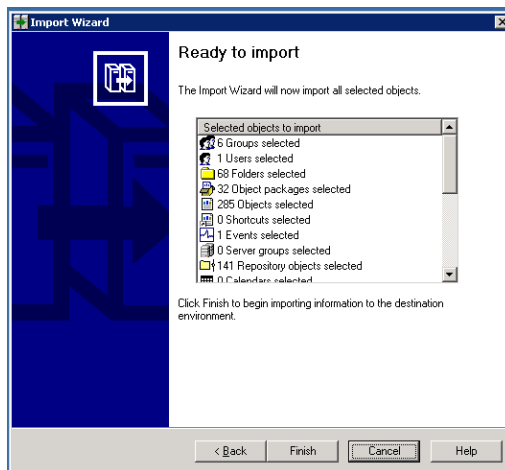 Import Wizard
Ready to import
The Import Wizard will now import all selected objects.
Selected objects to import
6 Groups selected
1 Users selected
68 Folders selected
32 Object packages selected
285 Objects selected
0 Shortcuts selected
1 Events selected
0 Server groups selected
141 Repository objects selected
0 Calendars selected
Click Finish to begin importing information to the destination
environment.
< Back
Finish
Cancel
Help